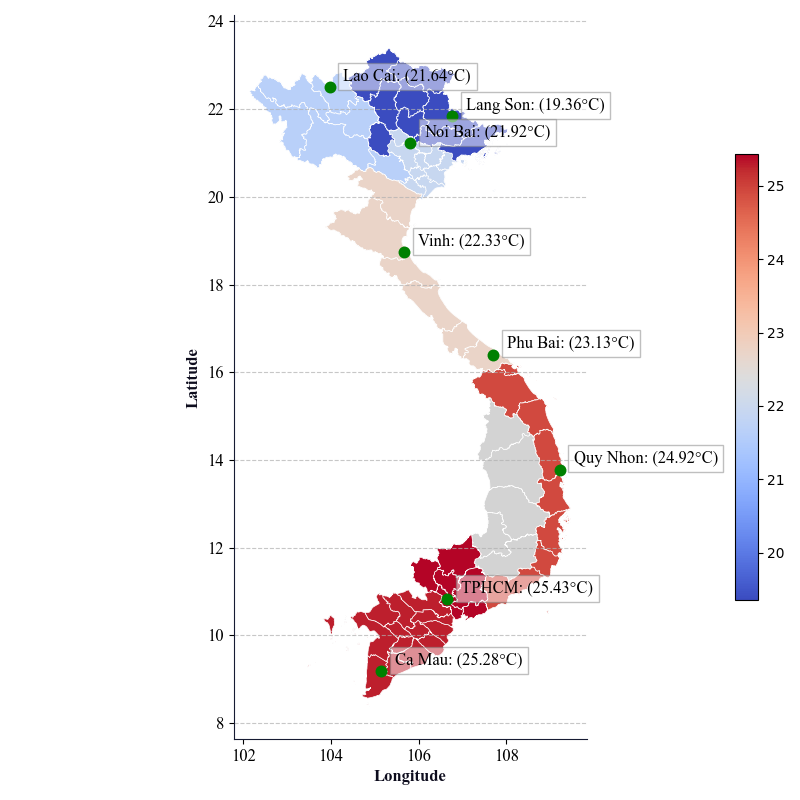 24
Lao Cai: (21.64°C)
22
Lang Son: (19.36°C)
Noi Bai: (21.92°C)
20
Vinh: (22.33°C)
18
Phu Bai: (23.13°C)
16
Latitude
14
Quy Nhon: (24.92°C)
12
TPHCM: (25.43°C)
10
Ca Mau: (25.28°C)
8
102 104 106 108
Longitude
25
24
23
22
21
20